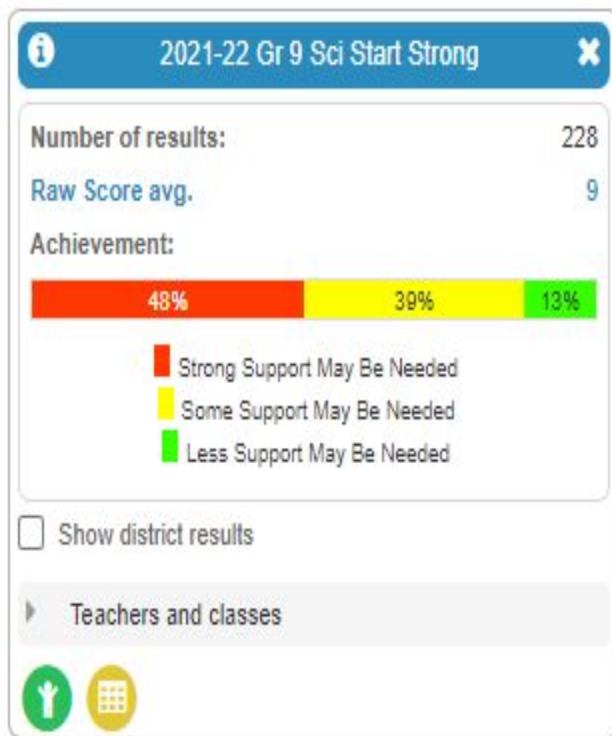 2021-22 Gr 9 Sci Start Strong
Number of results: 228
Raw Score avg. 9
Achievement:
48% 39% 13%
Strong Support May Be Needed
Some Support May Be Needed
Less Support May Be Needed
Show district results
Teachers and classes